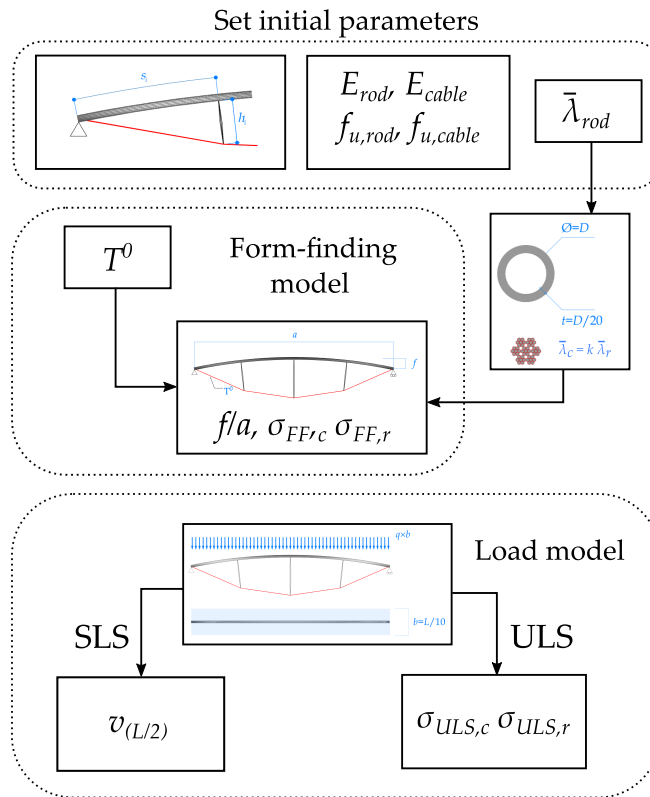 Set initial parameters
s_i
h_i
E_rod, E_cable
f_u,rod, f_u,cable
λ̄_rod
T^0
Form-finding
model
Ø=D
t=D/20
λ̄_c = k λ̄_r
a
f
T^0
f/a, σ_FF,c σ_FF,r
Load model
q×b
b=L/10
SLS
ULS
v_(L/2)
σ_ULS,c σ_ULS,r